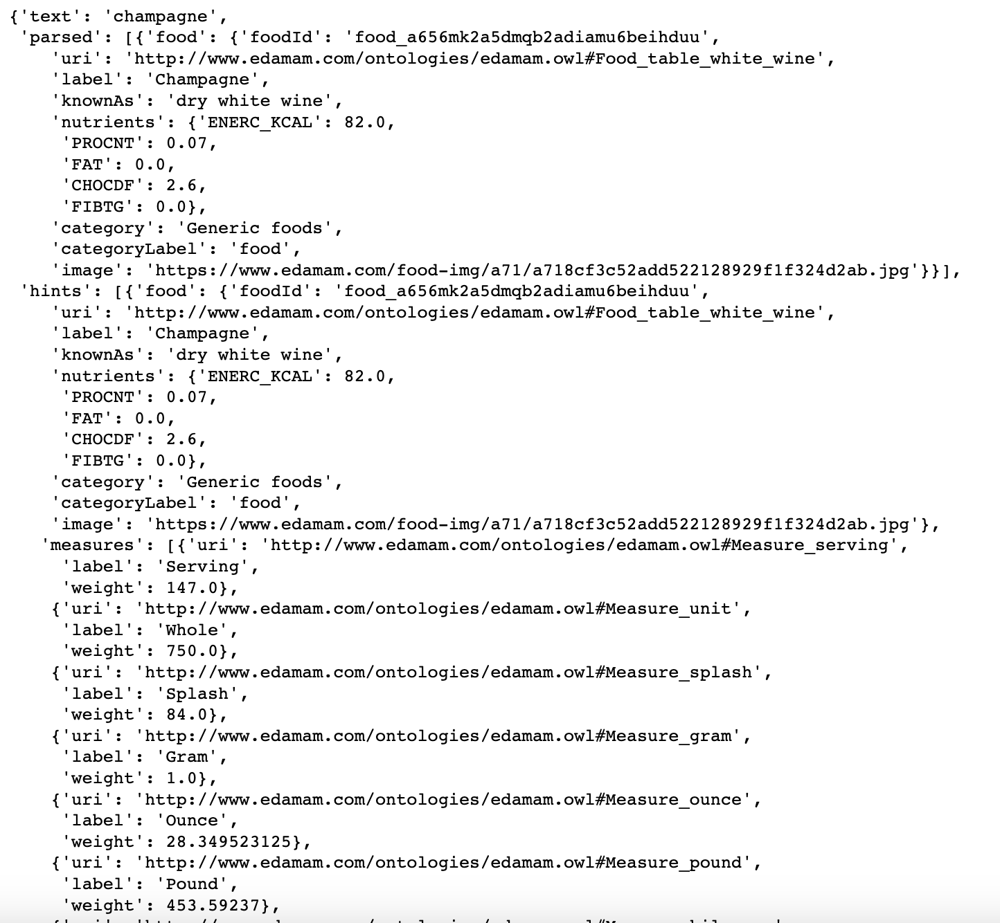 {'text': 'champagne',
'parsed': [{'food': {'foodId': 'food_a656mk2a5dmqb2adiamu6beihduu',
'uri': 'http://www.edamam.com/ontologies/edamam.owl#Food_table_white_wine',
'label': 'Champagne',
'knownAs': 'dry white wine',
'nutrients': {'ENERC_KCAL': 82.0,
'PROCNT': 0.07,
'FAT': 0.0,
'CHOCDF': 2.6,
'FIBTG': 0.0},
'category': 'Generic foods',
'categoryLabel': 'food',
'image': 'https://www.edamam.com/food-img/a71/a718cf3c52add522128929f1f324d2ab.jpg'}}],
'hints': [{'food': {'foodId': 'food_a656mk2a5dmqb2adiamu6beihduu',
'uri': 'http://www.edamam.com/ontologies/edamam.owl#Food_table_white_wine',
'label': 'Champagne',
'knownAs': 'dry white wine',
'nutrients': {'ENERC_KCAL': 82.0,
'PROCNT': 0.07,
'FAT': 0.0,
'CHOCDF': 2.6,
'FIBTG': 0.0},
'category': 'Generic foods',
'categoryLabel': 'food',
'image': 'https://www.edamam.com/food-img/a71/a718cf3c52add522128929f1f324d2ab.jpg'},
'measures': [{'uri': 'http://www.edamam.com/ontologies/edamam.owl#Measure_serving',
'label': 'Serving',
'weight': 147.0},
{'uri': 'http://www.edamam.com/ontologies/edamam.owl#Measure_unit',
'label': 'Whole',
'weight': 750.0},
{'uri': 'http://www.edamam.com/ontologies/edamam.owl#Measure_splash',
'label': 'Splash',
'weight': 84.0},
{'uri': 'http://www.edamam.com/ontologies/edamam.owl#Measure_gram',
'label': 'Gram',
'weight': 1.0},
{'uri': 'http://www.edamam.com/ontologies/edamam.owl#Measure_ounce',
'label': 'Ounce',
'weight': 28.349523125},
{'uri': 'http://www.edamam.com/ontologies/edamam.owl#Measure_pound',
'label': 'Pound',
'weight': 453.59237},